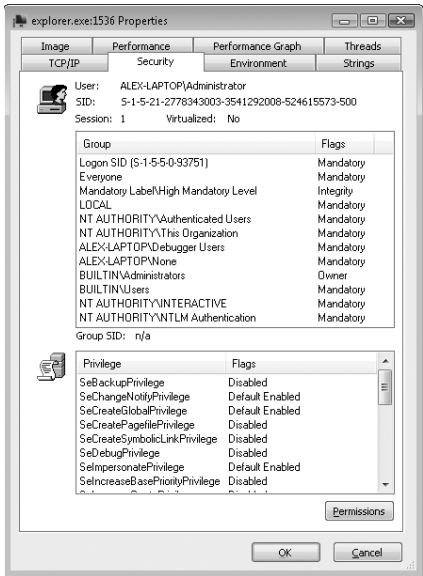 explorer.exe:1536 Properties
Image Performance Performance Graph Threads
TCP/IP Security Environment Strings
User: ALEX-LAPTOP\Administrator
SID: S-1-5-21-2778343003-3541292008-524615573-500
Session: 1 Virtualized: No
Group Flags
Logon SID (S-1-5-5-0-93751) Mandatory
Everyone Mandatory
Mandatory Label\High Mandatory Level Integrity
LOCAL Mandatory
NT AUTHORITY\Authenticated Users Mandatory
NT AUTHORITY\This Organization Mandatory
ALEX-LAPTOP\Debugger Users Mandatory
ALEX-LAPTOP\None Mandatory
BUILTIN\Administrators Owner
BUILTIN\Users Mandatory
NT AUTHORITY\INTERACTIVE Mandatory
NT AUTHORITY\NTLM Authentication Mandatory
Group SID: n/a
Privilege Flags
SeBackupPrivilege Disabled
SeChangeNotifyPrivilege Default Enabled
SeCreateGlobalPrivilege Default Enabled
SeCreatePagefilePrivilege Disabled
SeCreateSymbolicLinkPrivilege Disabled
SeDebugPrivilege Disabled
SeImpersonatePrivilege Default Enabled
SeIncreaseBasePriorityPrivilege Disabled
Permissions
OK Cancel